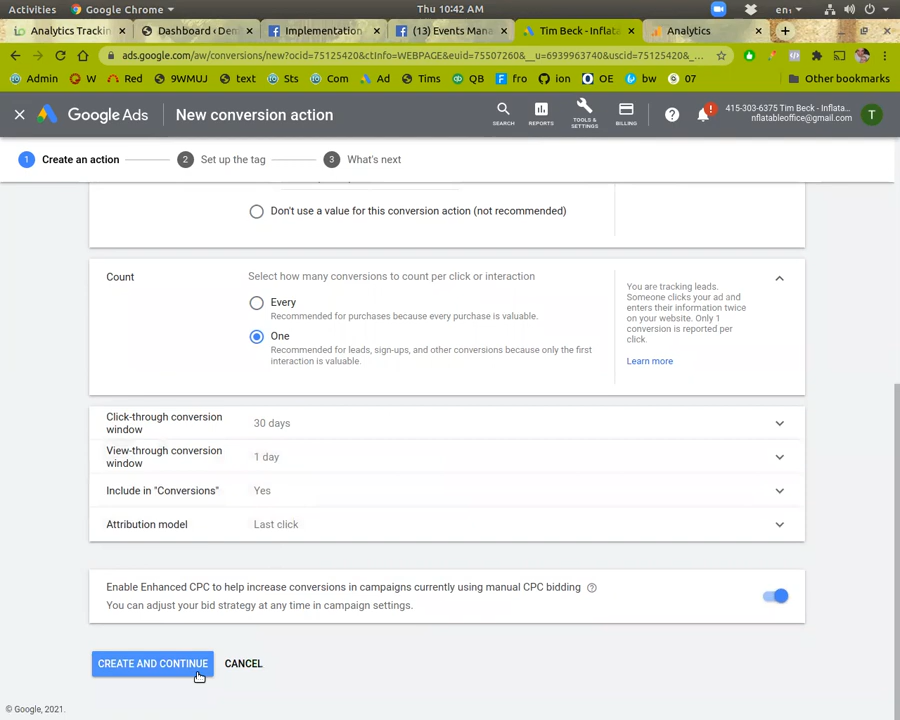 Activities
Google Chrome
Thu 10:42 AM
en₁
Analytics Trackin
Dashboard ‹ Den
Implementation
(13) Events Mana
Tim Beck - Inflata
Analytics
ads.google.com/aw/conversions/new?ocid=75125420&ctInfo=WEBPAGE&euid=75507260&__u=6939963740&uscid=75125420&_...
Admin
W
Red
9WMUJ
text
Sts
Com
Ad
Tims
QB
fro
ion
OE
bw
07
Other bookmarks
Google Ads
New conversion action
SEARCH
REPORTS
TOOLS &
SETTINGS
BILLING
415-303-6375 Tim Beck - Inflata...
nflatableoffice@gmail.com
T
1 Create an action
2 Set up the tag
3 What's next
Don't use a value for this conversion action (not recommended)
Count
Select how many conversions to count per click or interaction
Every
Recommended for purchases because every purchase is valuable.
One
Recommended for leads, sign-ups, and other conversions because only the first
interaction is valuable.
You are tracking leads.
Someone clicks your ad and
enters their information twice
on your website. Only 1
conversion is reported per
click.
Learn more
Click-through conversion
window
30 days
View-through conversion
window
1 day
Include in "Conversions"
Yes
Attribution model
Last click
Enable Enhanced CPC to help increase conversions in campaigns currently using manual CPC bidding
You can adjust your bid strategy at any time in campaign settings.
CREATE AND CONTINUE
CANCEL
© Google, 2021.